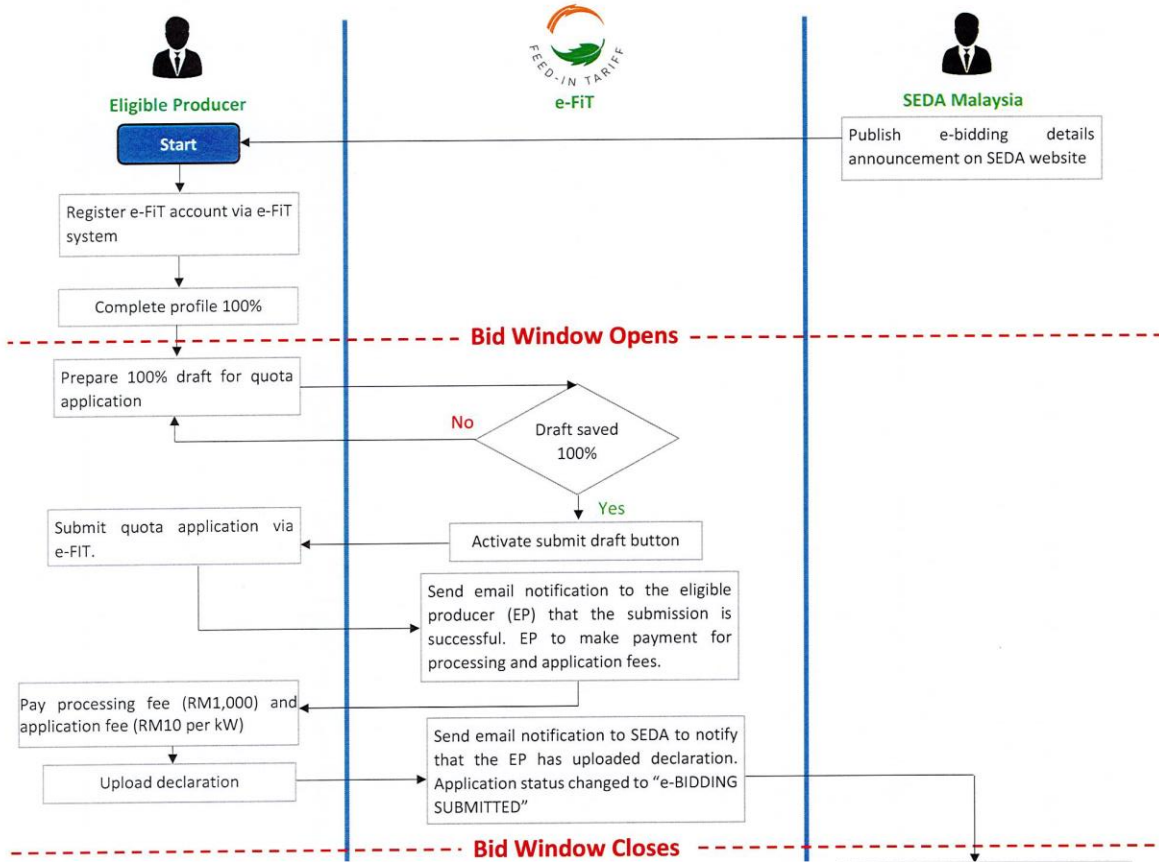 FEED-IN TARIFF
Eligible Producer
e-FiT
SEDA Malaysia
Start
Publish e-bidding details
announcement on SEDA website
Register e-FiT account via e-FiT
system
Complete profile 100%
Bid Window Opens
Prepare 100% draft for quota
application
No
Draft saved
100%
Yes
Submit quota application via
e-FIT.
Activate submit draft button
Send email notification to the eligible
producer (EP) that the submission is
successful. EP to make payment for
processing and application fees.
Pay processing fee (RM1,000) and
application fee (RM10 per kW)
Upload declaration
Send email notification to SEDA to notify
that the EP has uploaded declaration.
Application status changed to “e-BIDDING
SUBMITTED”
Bid Window Closes